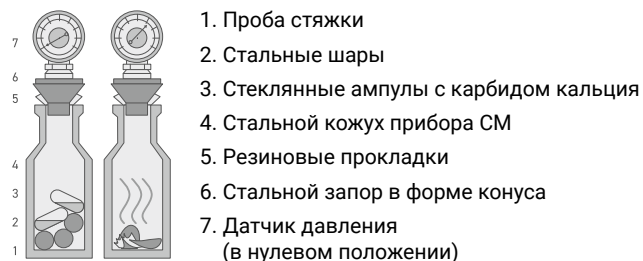 7
6
5
4
3
2
1
1. Проба стяжки
2. Стальные шары
3. Стеклянные ампулы с карбидом кальция
4. Стальной кожух прибора СМ
5. Резиновые прокладки
6. Стальной запор в форме конуса
7. Датчик давления
(в нулевом положении)